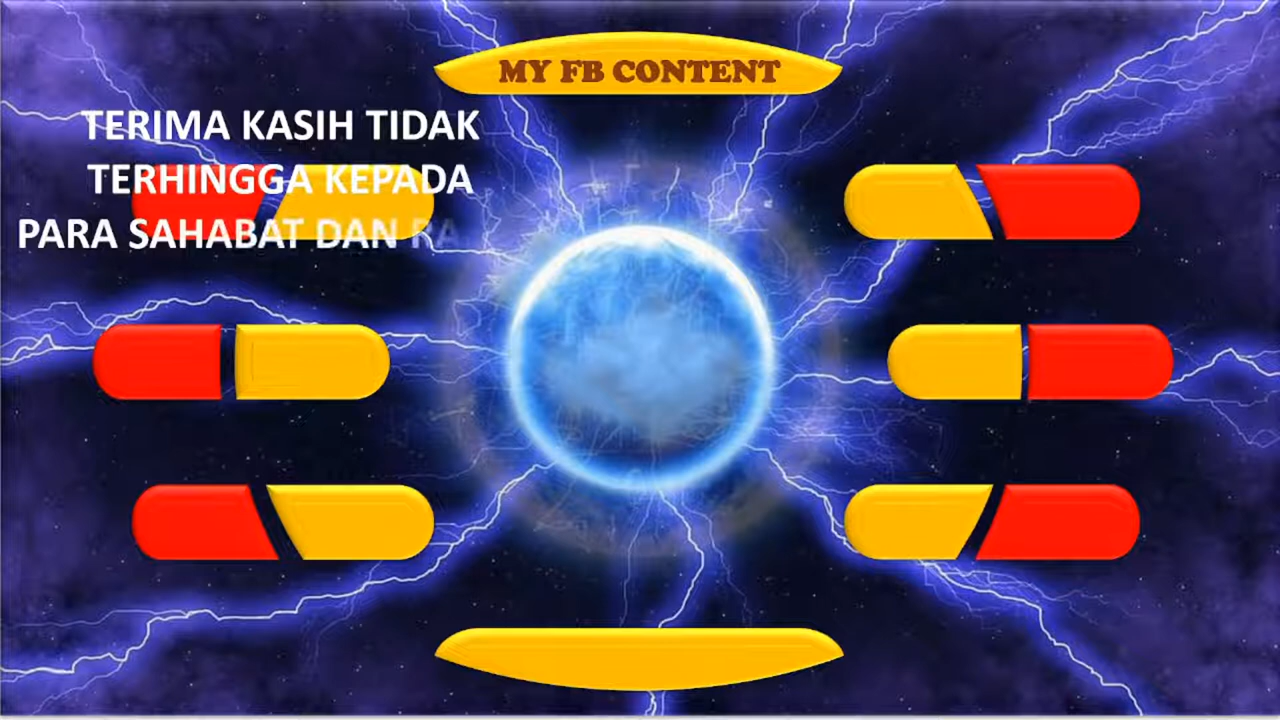 MY FB CONTENT
TERIMA KASIH TIDAK
TERHINGGA KEPADA
PARA SAHABAT DAN